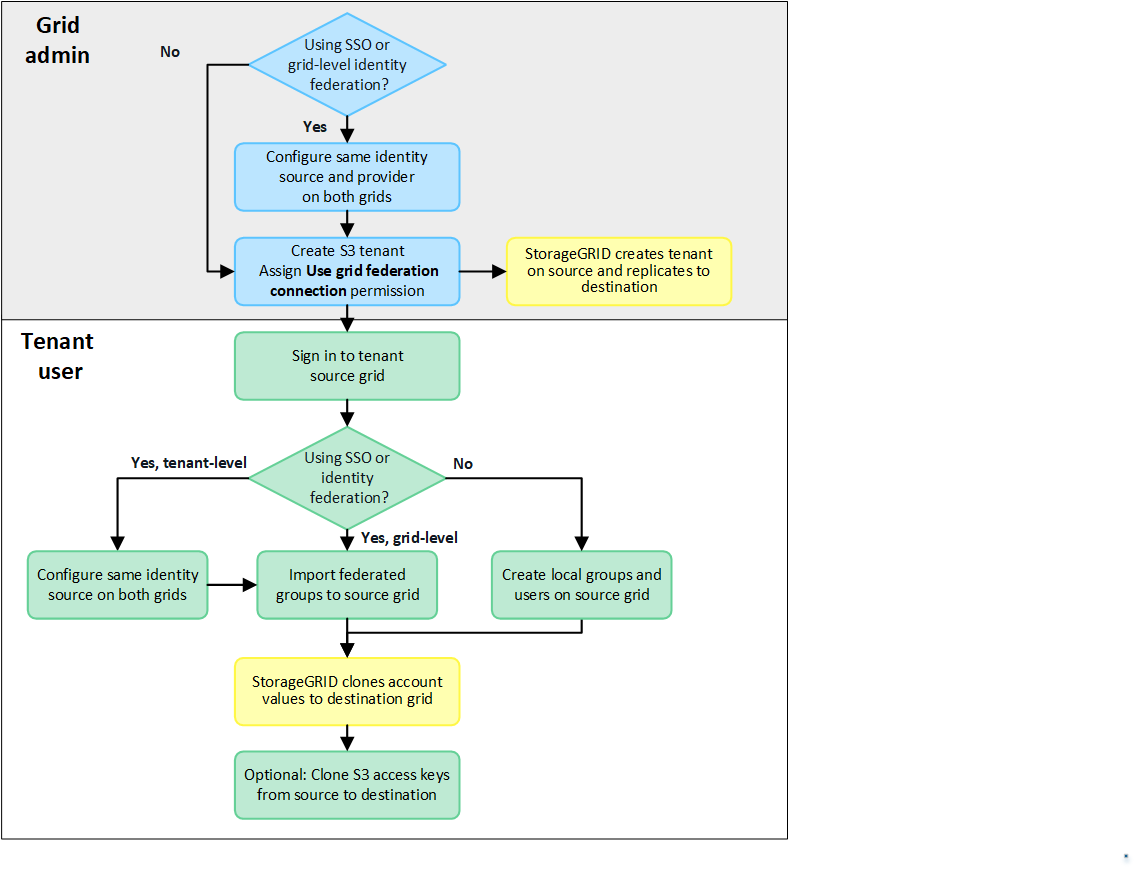 Grid
admin
No
Using SSO or
grid-level identity
federation?
Yes
Configure same identity
source and provider
on both grids
Create S3 tenant
Assign Use grid federation
connection permission
StorageGRID creates tenant
on source and replicates to
destination
Tenant
user
Sign in to tenant
source grid
Yes, tenant-level
Using SSO or
identity
federation?
No
Yes, grid-level
Configure same identity
source on both grids
Import federated
groups to source grid
Create local groups and
users on source grid
StorageGRID clones account
values to destination grid
Optional: Clone S3 access keys
from source to destination